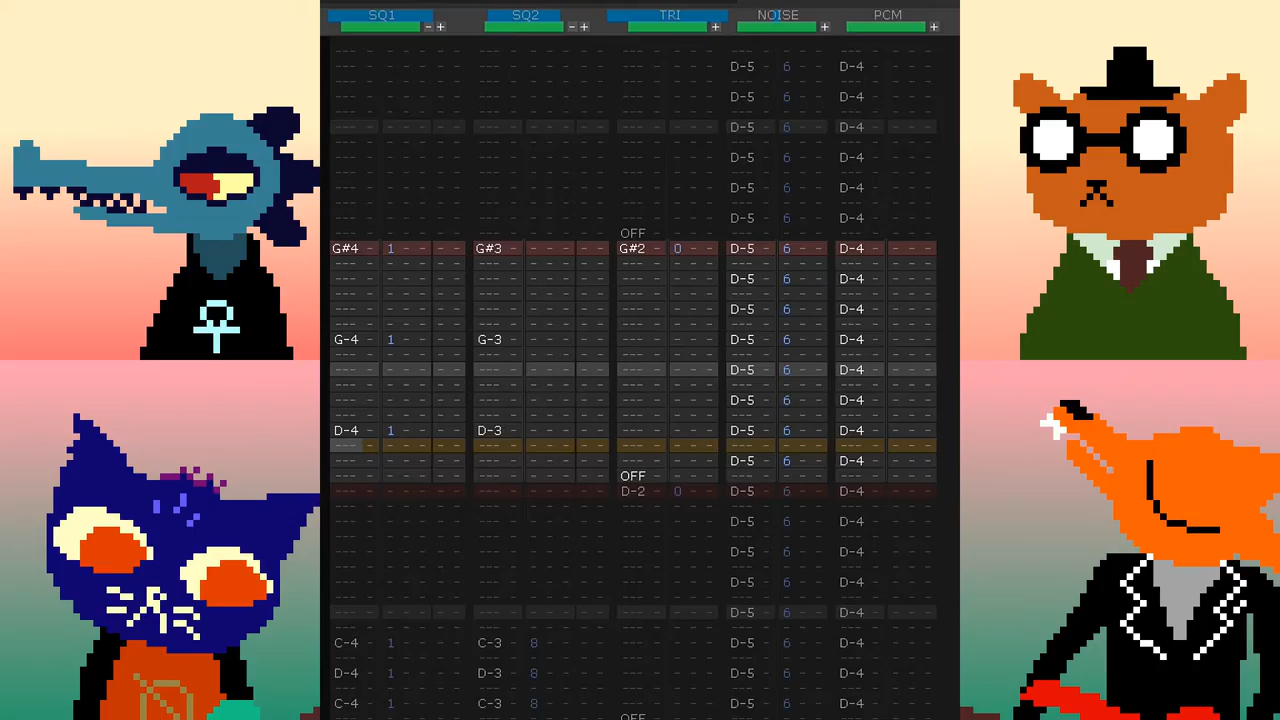 SQ1 SQ2 TRI NOISE PCM
- + - + + + +
D-5 6 D-4
D-5 6 D-4
D-5 6 D-4
D-5 6 D-4
D-5 6 D-4
D-5 6 D-4
OFF
G#4 1 G#3 G#2 0 D-5 6 D-4
D-5 6 D-4
D-5 6 D-4
G-4 1 G-3 D-5 6 D-4
D-5 6 D-4
D-5 6 D-4
D-4 1 D-3 D-5 6 D-4
D-5 6 D-4
OFF
D-2 0 D-5 6 D-4
D-5 6 D-4
D-5 6 D-4
D-5 6 D-4
D-5 6 D-4
C-4 1 C-3 8 D-5 6 D-4
D-4 1 D-3 8 D-5 6 D-4
C-4 1 C-3 8 D-5 6 D-4
OFF